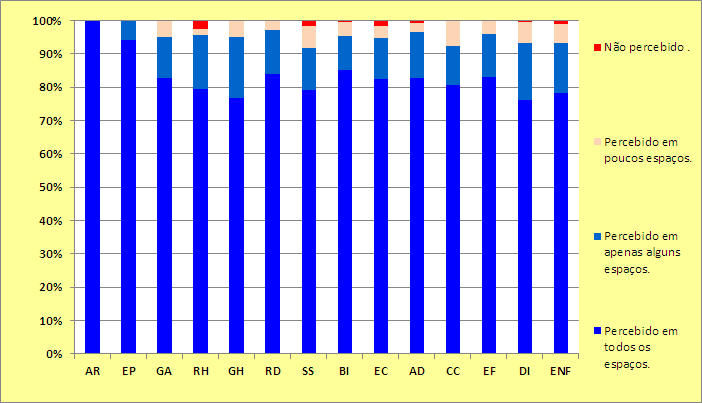 100%
90%
80%
70%
60%
50%
40%
30%
20%
10%
0%
AR EP GA RH GH RD SS BI EC AD CC EF DI ENF
Não percebido .
Percebido em
poucos espaços.
Percebido em
apenas alguns
espaços.
Percebido em
todos os
espaços.